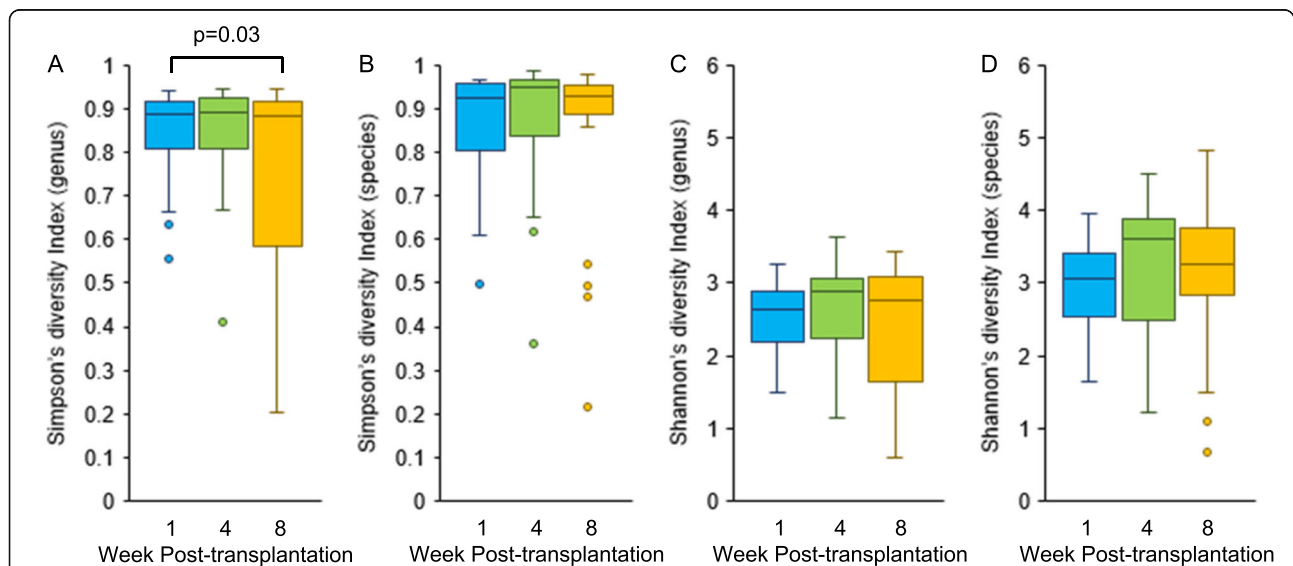 p=0.03
A
Simpson's diversity Index (genus)
1
0.9
0.8
0.7
0.6
0.5
0.4
0.3
0.2
0.1
0
1 4 8
Week Post-transplantation
B
Simpson's diversity Index (species)
1
0.9
0.8
0.7
0.6
0.5
0.4
0.3
0.2
0.1
0
1 4 8
Week Post-transplantation
C
Shannon's diversity Index (genus)
6
5
4
3
2
1
0
1 4 8
Week Post-transplantation
D
Shannon's diversity Index (species)
6
5
4
3
2
1
0
1 4 8
Week Post-transplantation